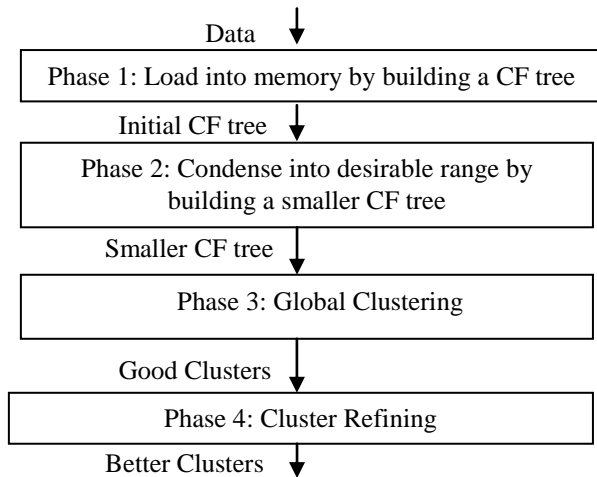 Data
Phase 1: Load into memory by building a CF tree
Initial CF tree
Phase 2: Condense into desirable range by
building a smaller CF tree
Smaller CF tree
Phase 3: Global Clustering
Good Clusters
Phase 4: Cluster Refining
Better Clusters